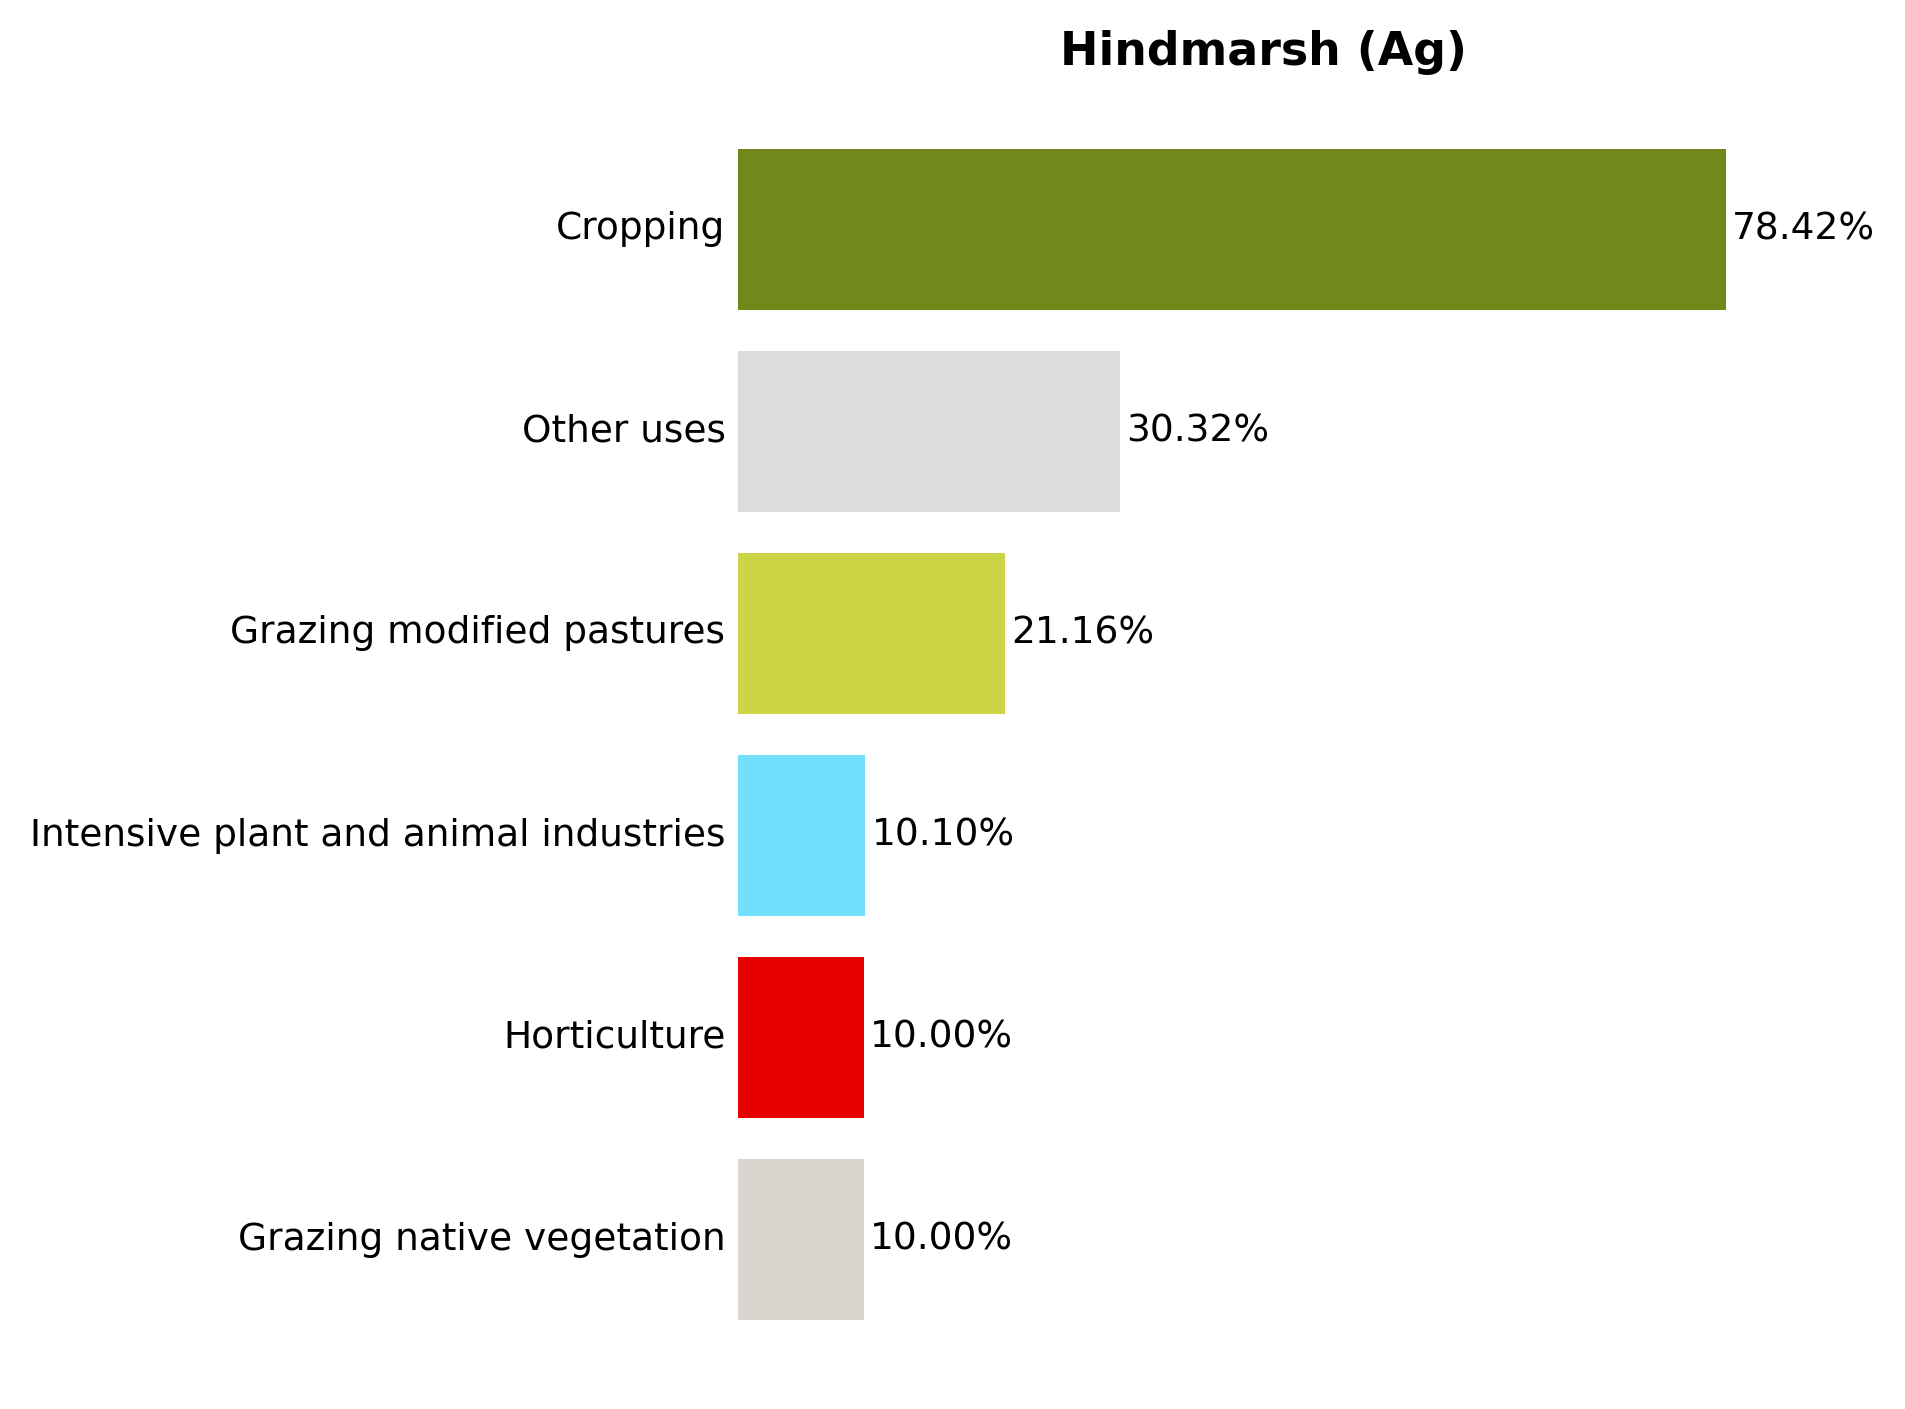 Hindmarsh (Ag)
Cropping 78.42%
Other uses 30.32%
Grazing modified pastures 21.16%
Intensive plant and animal industries 10.10%
Horticulture 10.00%
Grazing native vegetation 10.00%